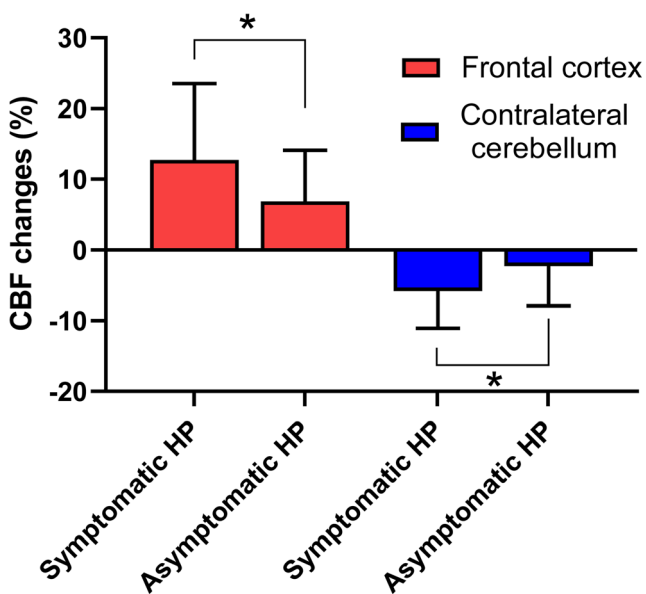 *
30
20
10
0
-10
-20
CBF changes (%)
Frontal cortex
Contralateral
cerebellum
*
Symptomatic HP
Asymptomatic HP
Symptomatic HP
Asymptomatic HP